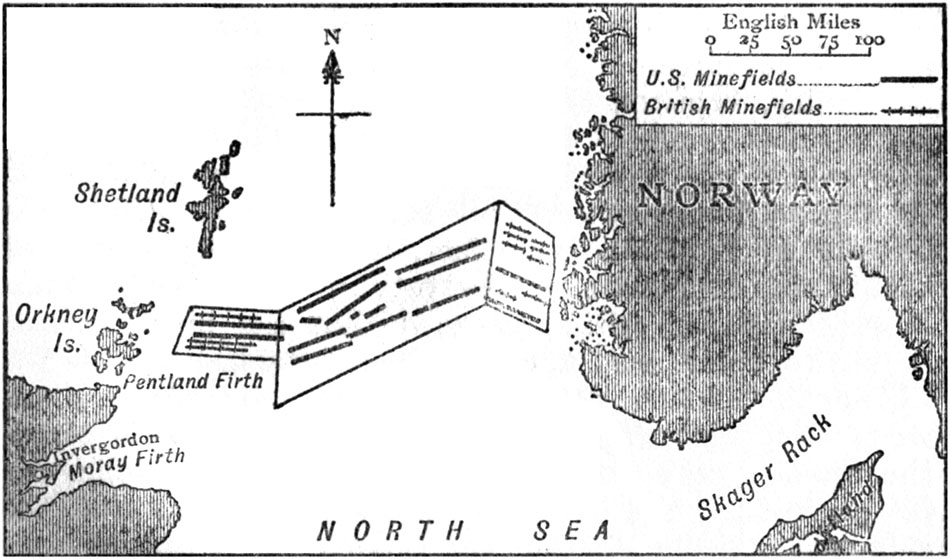 English Miles
0 25 50 75 100
U.S. Minefields
British Minefields
N
NORWAY
Shetland
Is.
Orkney
Is.
Pentland Firth
Invergordon
Moray Firth
Skager Rack
NORTH SEA